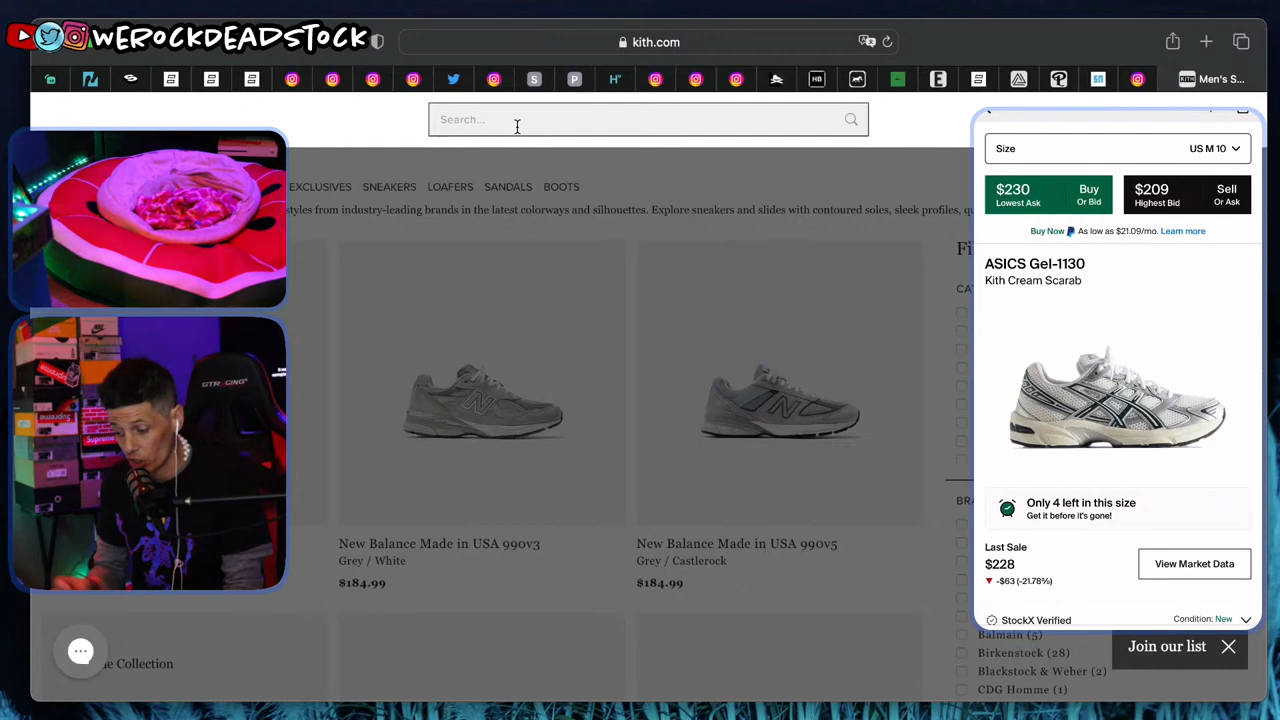 WEROCKDEADSTOCK
kith.com
KITH Men's S...
Search...
EXCLUSIVES SNEAKERS LOAFERS SANDALS BOOTS
styles from industry-leading brands in the latest colorways and silhouettes. Explore sneakers and slides with contoured soles, sleek profiles,
New Balance Made in USA 990v3
Grey / White
$184.99
New Balance Made in USA 990v5
Grey / Castlerock
$184.99
Collection
Balmain (5)
Birkenstock (28)
Blackstock & Weber (2)
CDG Homme (1)
Join our list
Size US M 10
$230 Buy
Lowest Ask Or Bid
$209 Sell
Highest Bid Or Ask
Buy Now As low as $21.09/mo. Learn more
ASICS Gel-1130
Kith Cream Scarab
Only 4 left in this size
Get it before it's gone!
Last Sale
$228
-$63 (-21.78%)
View Market Data
StockX Verified Condition: New
GTRACING
Supreme
Supreme